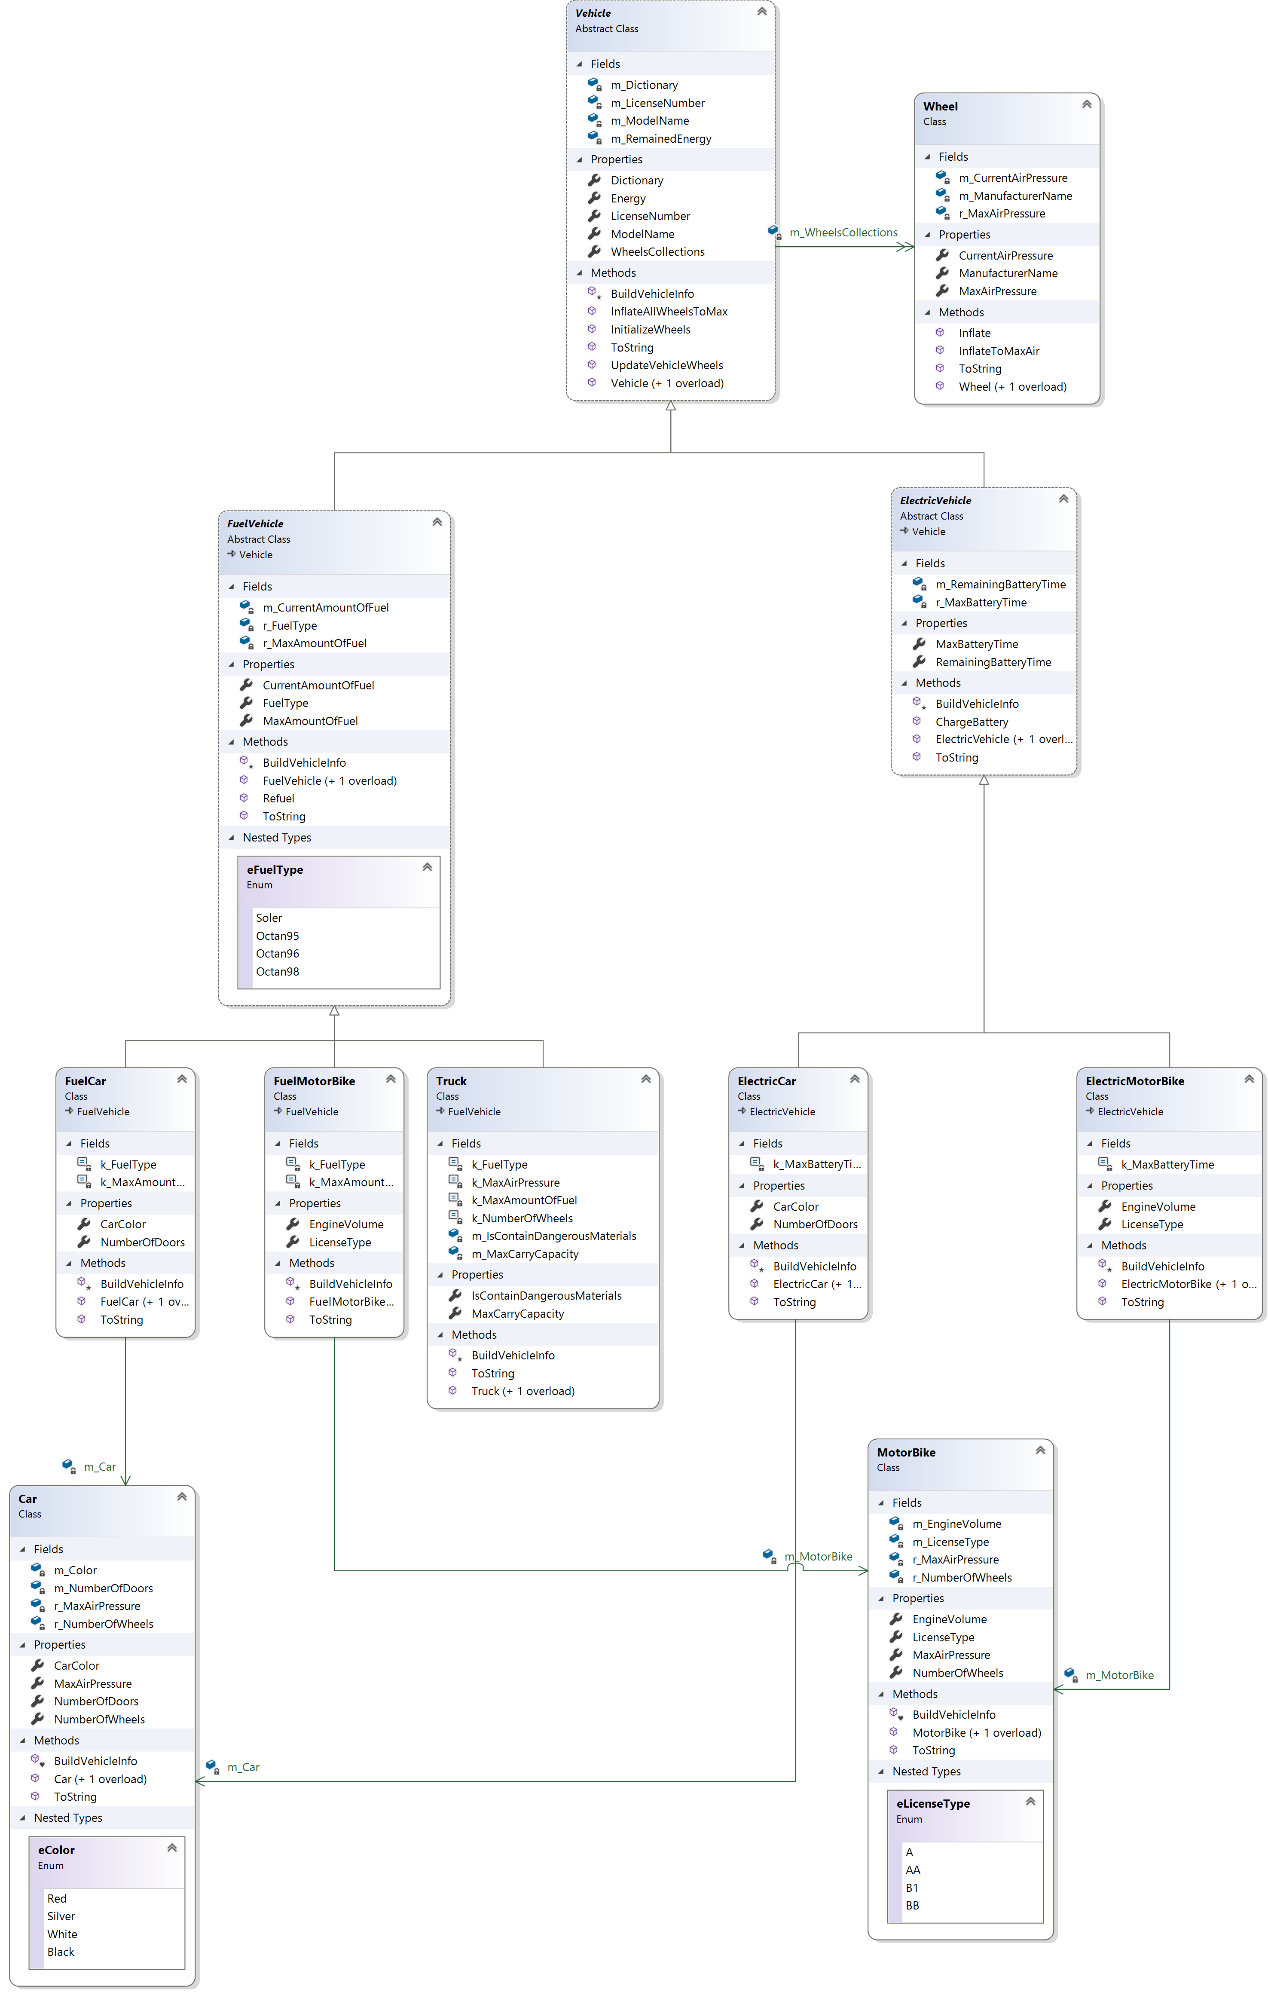 Vehicle
Abstract Class
Fields
m_Dictionary
m_LicenseNumber
m_ModelName
m_RemainedEnergy
Properties
Dictionary
Energy
LicenseNumber
ModelName
WheelsCollections
Methods
BuildVehicleInfo
InflateAllWheelsToMax
InitializeWheels
ToString
UpdateVehicleWheels
Vehicle (+ 1 overload)
m_WheelsCollections
Wheel
Class
Fields
m_CurrentAirPressure
m_ManufacturerName
r_MaxAirPressure
Properties
CurrentAirPressure
ManufacturerName
MaxAirPressure
Methods
Inflate
InflateToMaxAir
ToString
Wheel (+ 1 overload)
FuelVehicle
Abstract Class
Vehicle
Fields
m_CurrentAmountOfFuel
r_FuelType
r_MaxAmountOfFuel
Properties
CurrentAmountOfFuel
FuelType
MaxAmountOfFuel
Methods
BuildVehicleInfo
FuelVehicle (+ 1 overload)
Refuel
ToString
Nested Types
eFuelType
Enum
Soler
Octan95
Octan96
Octan98
ElectricVehicle
Abstract Class
Vehicle
Fields
m_RemainingBatteryTime
r_MaxBatteryTime
Properties
MaxBatteryTime
RemainingBatteryTime
Methods
BuildVehicleInfo
ChargeBattery
ElectricVehicle (+ 1 overl...
ToString
FuelCar
Class
FuelVehicle
Fields
k_FuelType
k_MaxAmount...
Properties
CarColor
NumberOfDoors
Methods
BuildVehicleInfo
FuelCar (+ 1 ov...
ToString
FuelMotorBike
Class
FuelVehicle
Fields
k_FuelType
k_MaxAmount...
Properties
EngineVolume
LicenseType
Methods
BuildVehicleInfo
FuelMotorBike...
ToString
Truck
Class
FuelVehicle
Fields
k_FuelType
k_MaxAirPressure
k_MaxAmountOfFuel
k_NumberOfWheels
m_IsContainDangerousMaterials
m_MaxCarryCapacity
Properties
IsContainDangerousMaterials
MaxCarryCapacity
Methods
BuildVehicleInfo
ToString
Truck (+ 1 overload)
ElectricCar
Class
ElectricVehicle
Fields
k_MaxBatteryTi...
Properties
CarColor
NumberOfDoors
Methods
BuildVehicleInfo
ElectricCar (+ 1...
ToString
ElectricMotorBike
Class
ElectricVehicle
Fields
k_MaxBatteryTime
Properties
EngineVolume
LicenseType
Methods
BuildVehicleInfo
ElectricMotorBike (+ 1 o...
ToString
m_Car
Car
Class
Fields
m_Color
m_NumberOfDoors
r_MaxAirPressure
r_NumberOfWheels
Properties
CarColor
MaxAirPressure
NumberOfDoors
NumberOfWheels
Methods
BuildVehicleInfo
Car (+ 1 overload)
ToString
Nested Types
eColor
Enum
Red
Silver
White
Black
m_Car
m_MotorBike
MotorBike
Class
Fields
m_EngineVolume
m_LicenseType
r_MaxAirPressure
r_NumberOfWheels
Properties
EngineVolume
LicenseType
MaxAirPressure
NumberOfWheels
Methods
BuildVehicleInfo
MotorBike (+ 1 overload)
ToString
Nested Types
eLicenseType
Enum
A
AA
B1
BB
m_MotorBike